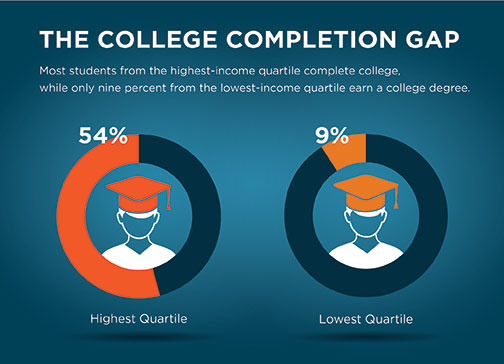 THE COLLEGE COMPLETION GAP
Most students from the highest-income quartile complete college,
while only nine percent from the lowest-income quartile earn a college degree.
54%
9%
Highest Quartile
Lowest Quartile